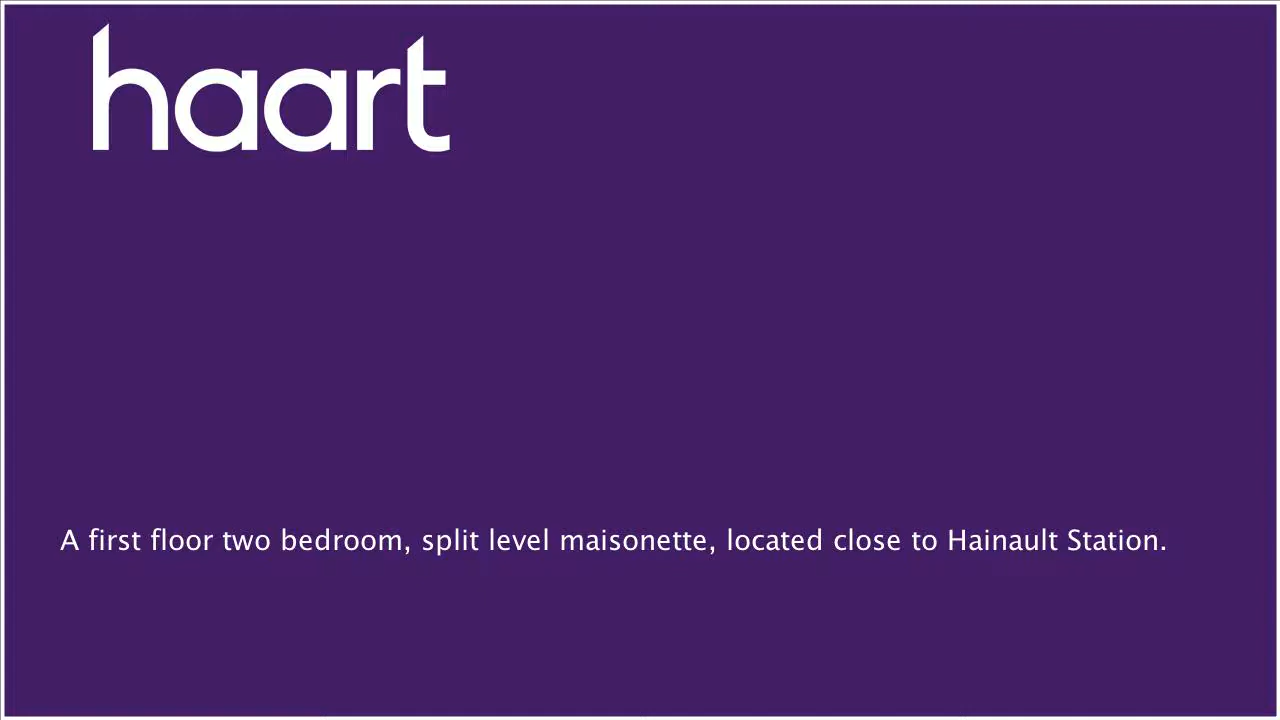 haart
A first floor two bedroom, split level maisonette, located close to Hainault Station.